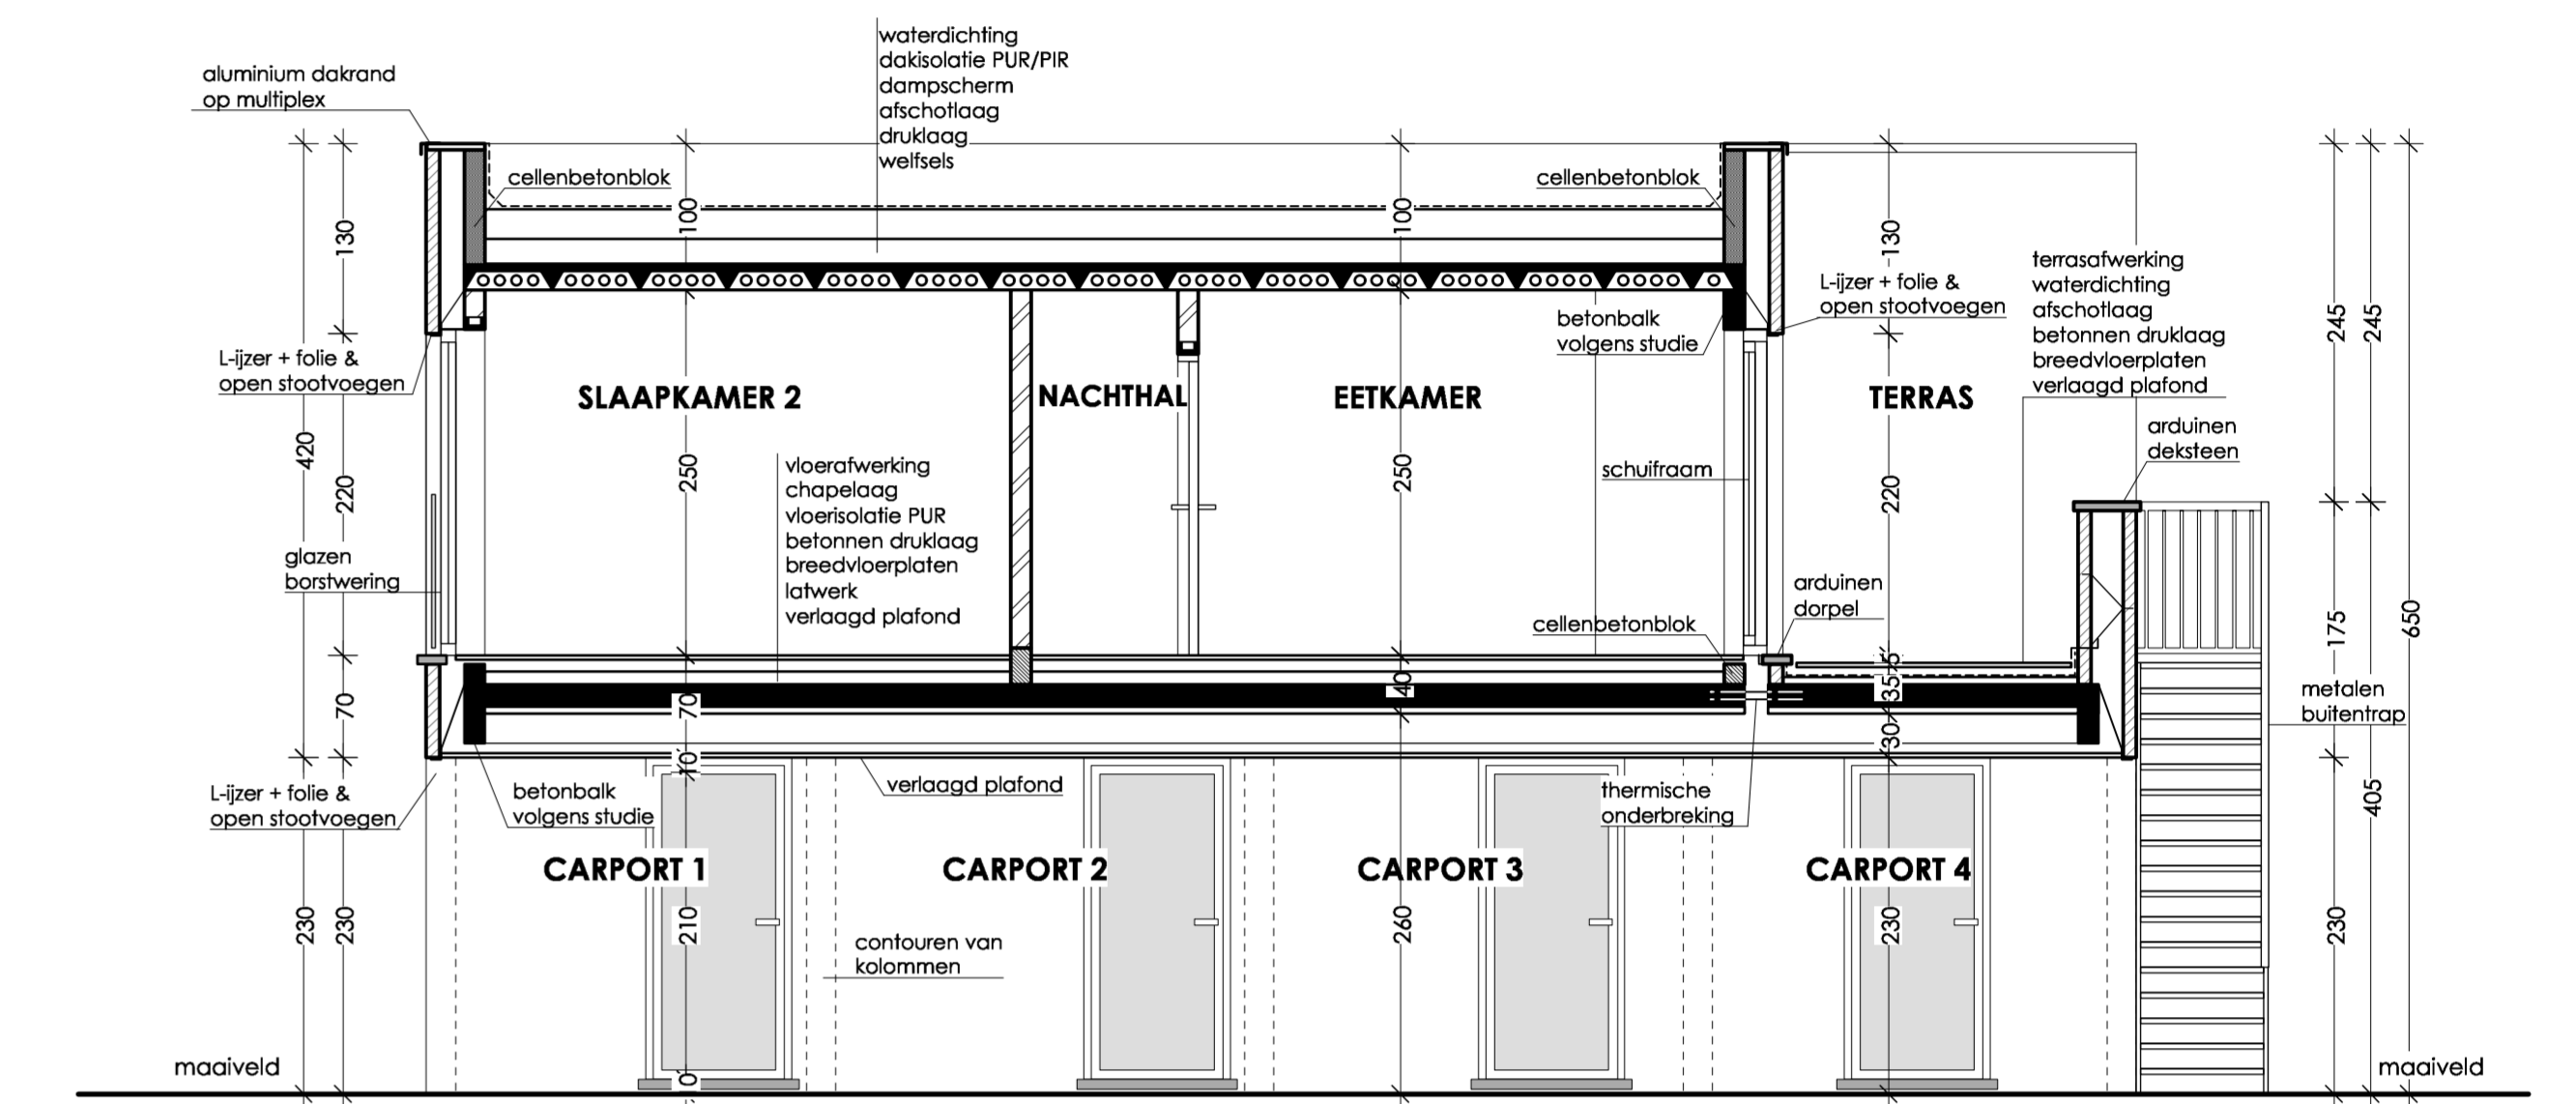 waterdichting
dakisolatie PUR/PIR
dampscherm
afschotlaag
druklaag
welfsels
aluminium dakrand
op multiplex
cellenbetonblok
cellenbetonblok
130
100
100
130
L-ijzer + folie &
open stootvoegen
terrasafwerking
waterdichting
afschotlaag
betonnen druklaag
breedvloerplaten
verlaagd plafond
betonbalk
volgens studie
245
245
L-ijzer + folie &
open stootvoegen
SLAAPKAMER 2
NACHTHAL
EETKAMER
TERRAS
arduinen
deksteen
420
220
250
250
220
schuifraam
vloerafwerking
chapelaag
vloerisolatie PUR
betonnen druklaag
breedvloerplaten
latwerk
verlaagd plafond
glazen
borstwering
arduinen
dorpel
cellenbetonblok
175
650
70
70
40
35
5
30
10
metalen
buitentrap
L-ijzer + folie &
open stootvoegen
betonbalk
volgens studie
verlaagd plafond
thermische
onderbreking
405
CARPORT 1
CARPORT 2
CARPORT 3
CARPORT 4
230
230
210
260
230
230
contouren van
kolommen
maaiveld
10
maaiveld